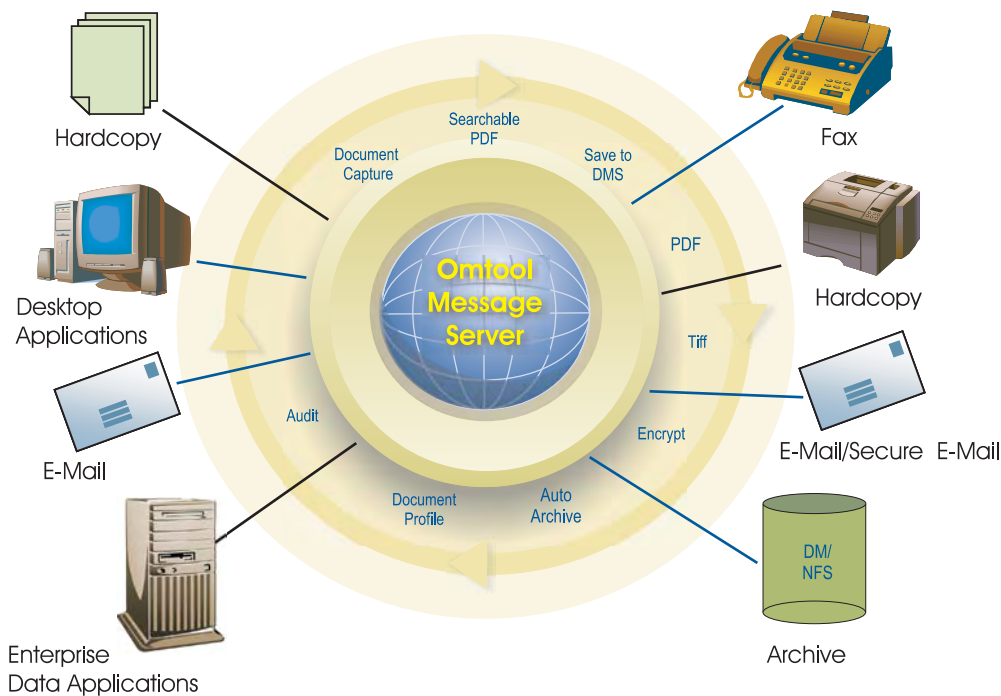 Hardcopy
Desktop
Applications
E-Mail
Enterprise
Data Applications
Document
Capture
Searchable
PDF
Save to
DMS
PDF
Tiff
Encrypt
Auto
Archive
Document
Profile
Audit
Omtool
Message
Server
Fax
Hardcopy
E-Mail/Secure E-Mail
DM/
NFS
Archive